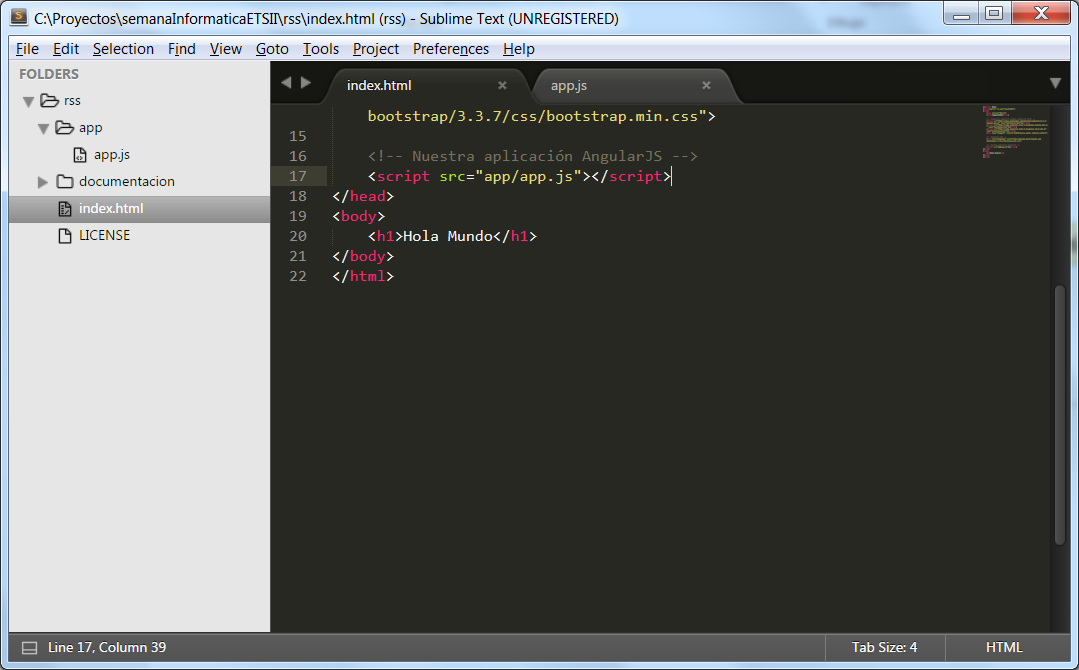 C:\Proyectos\semanaInformaticaETSII\rss\index.html (rss) - Sublime Text (UNREGISTERED)
File Edit Selection Find View Goto Tools Project Preferences Help
FOLDERS
rss
app
app.js
documentacion
index.html
LICENSE
index.html app.js
bootstrap/3.3.7/css/bootstrap.min.css">
15
16 <!-- Nuestra aplicación AngularJS -->
17 <script src="app/app.js"></script>
18 </head>
19 <body>
20 <h1>Hola Mundo</h1>
21 </body>
22 </html>
Line 17, Column 39 Tab Size: 4 HTML